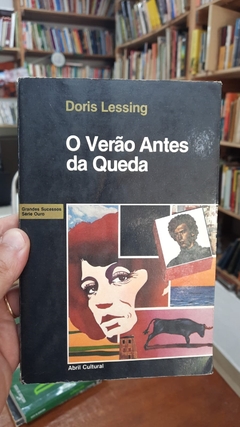 Doris Lessing
O Verão Antes
da Queda
Grandes Sucessos
Série Ouro
Abril Cultural